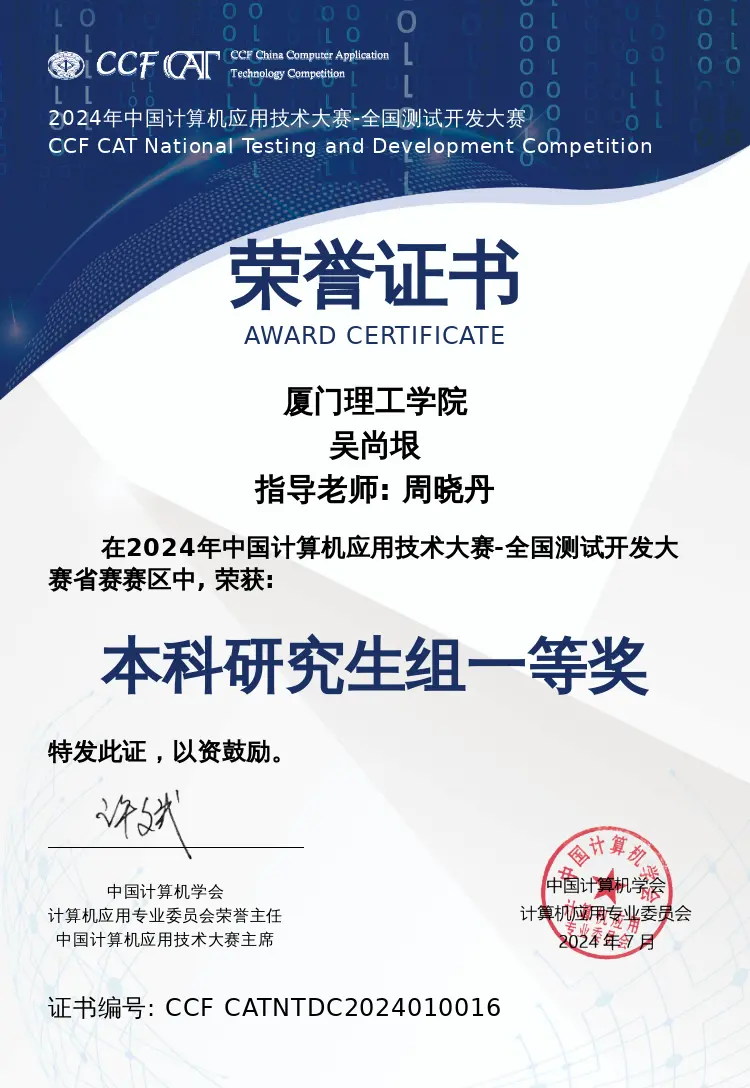 CCF CAT
CCF China Computer Application
Technology Competition
2024年中国计算机应用技术大赛-全国测试开发大赛
CCF CAT National Testing and Development Competition
荣誉证书
AWARD CERTIFICATE
厦门理工学院
吴尚垠
指导老师: 周晓丹
在2024年中国计算机应用技术大赛-全国测试开发大
赛省赛赛区中, 荣获:
本科研究生组一等奖
特发此证，以资鼓励。
中国计算机学会
计算机应用专业委员会荣誉主任
中国计算机应用技术大赛主席
中国计算机学会
计算机应用专业委员会
2024 年 7 月
中国计算机学会
计算机应用
专业委员会
证书编号: CCF CATNTDC2024010016